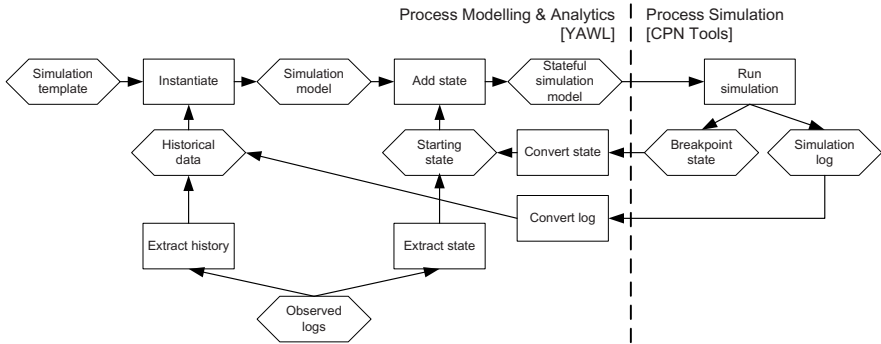 Process Modelling & Analytics
[YAWL]
Process Simulation
[CPN Tools]
Simulation
template
Instantiate
Simulation
model
Add state
Stateful
simulation
model
Run
simulation
Historical
data
Starting
state
Convert state
Breakpoint
state
Simulation
log
Convert log
Extract history
Extract state
Observed
logs